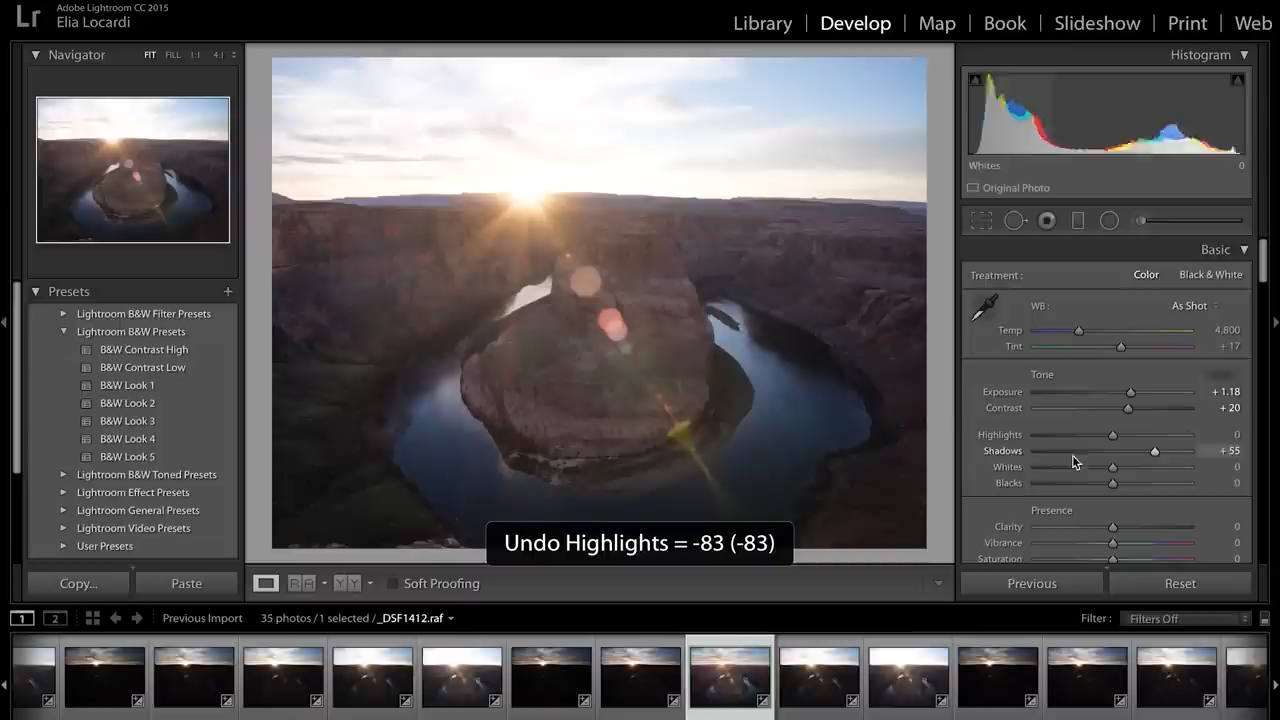 Lr
Adobe Lightroom CC 2015
Elia Locardi
Library | Develop | Map | Book | Slideshow | Print | Web
Navigator FIT FILL 1:1 4:1
Presets +
Lightroom B&W Filter Presets
Lightroom B&W Presets
B&W Contrast High
B&W Contrast Low
B&W Look 1
B&W Look 2
B&W Look 3
B&W Look 4
B&W Look 5
Lightroom B&W Toned Presets
Lightroom Effect Presets
Lightroom General Presets
Lightroom Video Presets
User Presets
Copy... Paste
Undo Highlights = -83 (-83)
Soft Proofing
Histogram
Whites 0
Original Photo
Basic
Treatment : Color Black & White
WB : As Shot
Temp 4,800
Tint + 17
Tone
Exposure + 1.18
Contrast + 20
Highlights 0
Shadows + 55
Whites 0
Blacks 0
Presence
Clarity 0
Vibrance 0
Saturation 0
Previous Reset
1 2 Previous Import 35 photos / 1 selected / _DSF1412.raf Filter : Filters Off